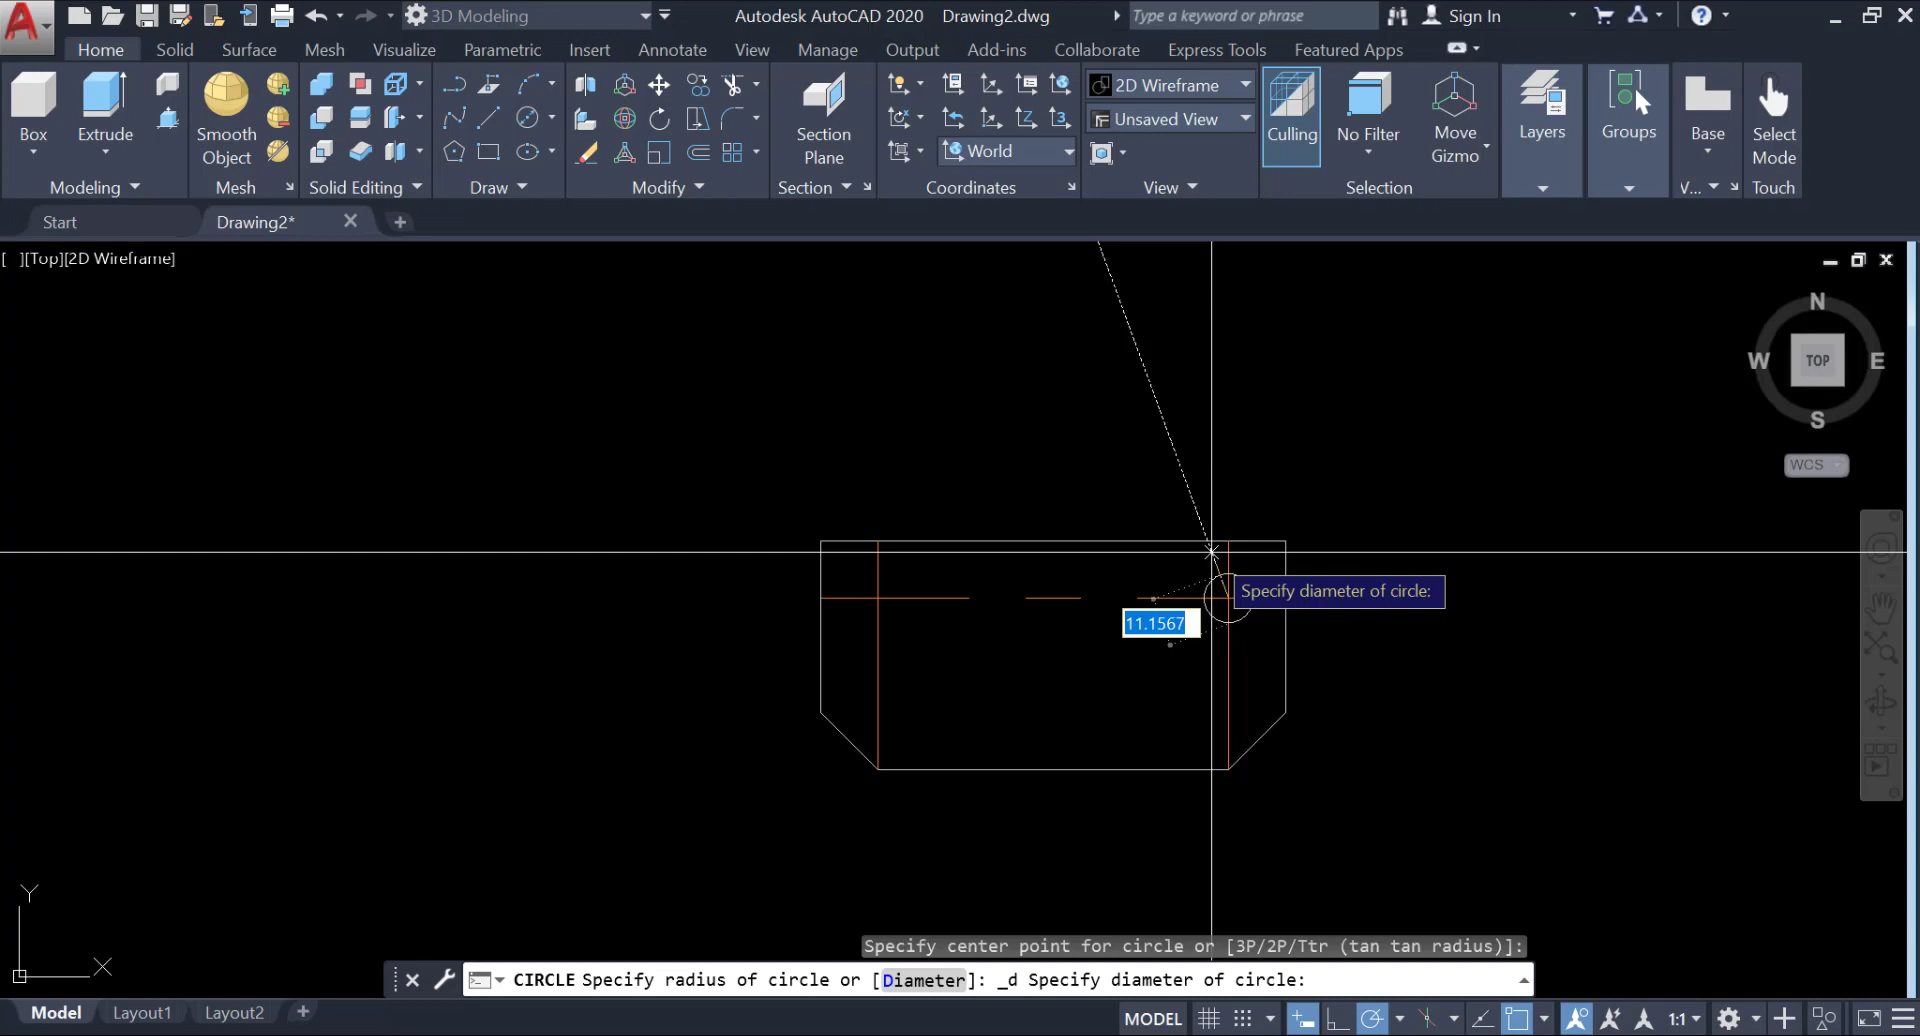 3D Modeling
Autodesk AutoCAD 2020 Drawing2.dwg
Type a keyword or phrase
Sign In
Home Solid Surface Mesh Parametric Visualize Insert Annotate View Manage Output Add-ins Collaborate Express Tools Featured Apps
Box
Extrude
Smooth
Object
Section
Plane
2D Wireframe
Unsaved View
World
Culling
No Filter
Move
Gizmo
Layers
Groups
Base
Select
Mode
Modeling
Mesh
Solid Editing
Draw
Modify
Section
Coordinates
View
Selection
V...
Touch
Start
Drawing2*
[ ][Top][2D Wireframe]
N
W
TOP
E
S
WCS
Specify diameter of circle:
11.1567
Y
X
Specify center point for circle or [3P/2P/Ttr (tan tan radius)]:
CIRCLE Specify radius of circle or [Diameter]: _d Specify diameter of circle:
Model
Layout1
Layout2
MODEL
1:1